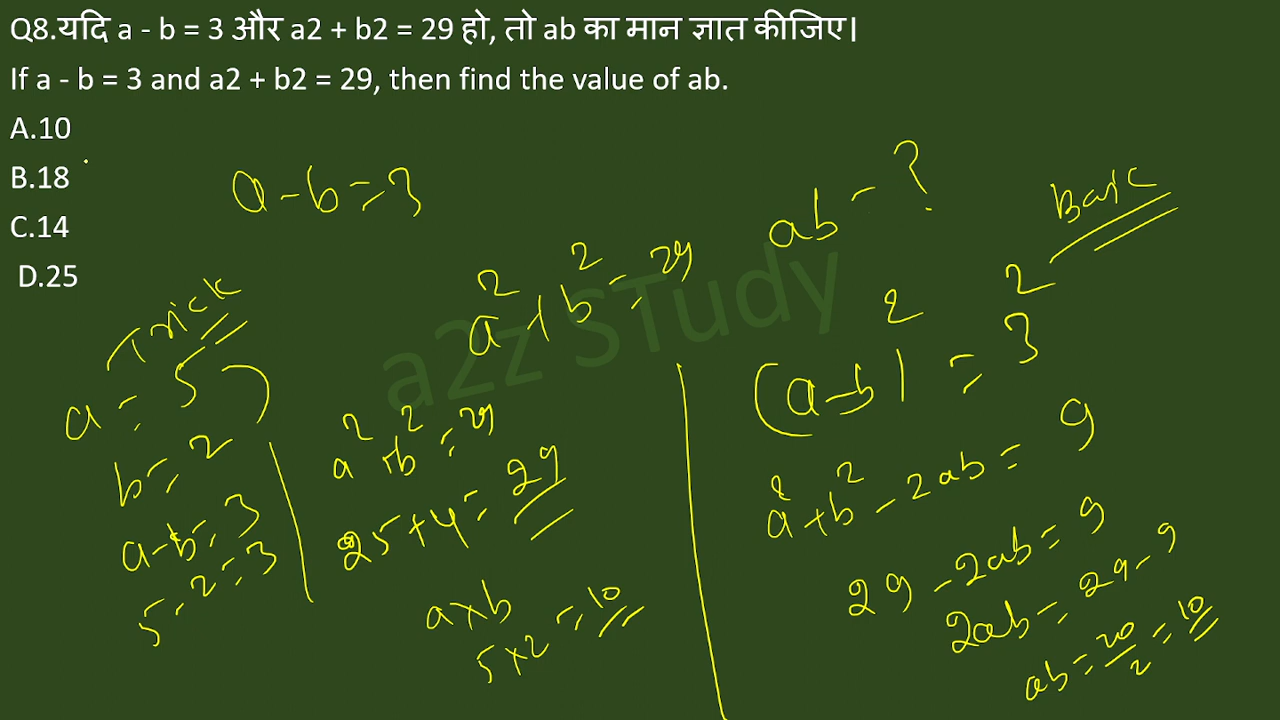 Q8.यदि a - b = 3 और a2 + b2 = 29 हो, तो ab का मान ज्ञात कीजिए।
If a - b = 3 and a2 + b2 = 29, then find the value of ab.
A.10
B.18
C.14
D.25
a-b=3
a²+b²=29
ab=?
Basic
a2z STudy
Trick
a=5
b=2
a-b=3
5-2=3
a²+b²=29
25+4=29
a×b
5×2=10
(a-b)²=3²
a²+b²-2ab=9
29-2ab=9
2ab=29-9
ab=20/2=10